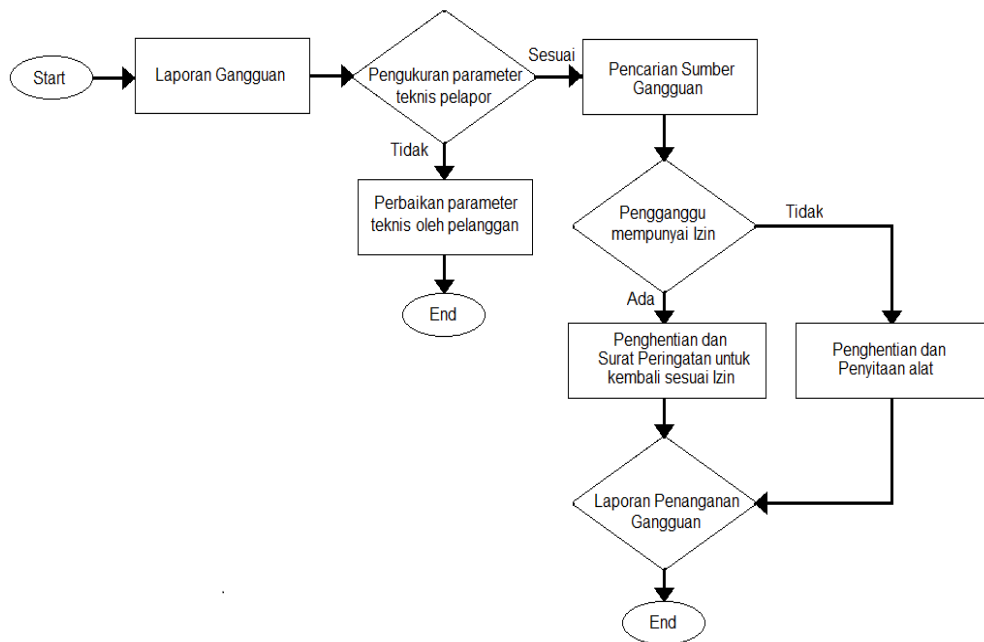 Start
Laporan Gangguan
Pengukuran parameter
teknis pelapor
Sesuai
Pencarian Sumber
Gangguan
Tidak
Perbaikan parameter
teknis oleh pelanggan
End
Pengganggu
mempunyai Izin
Tidak
Ada
Penghentian dan
Surat Peringatan untuk
kembali sesuai Izin
Penghentian dan
Penyitaan alat
Laporan Penanganan
Gangguan
End